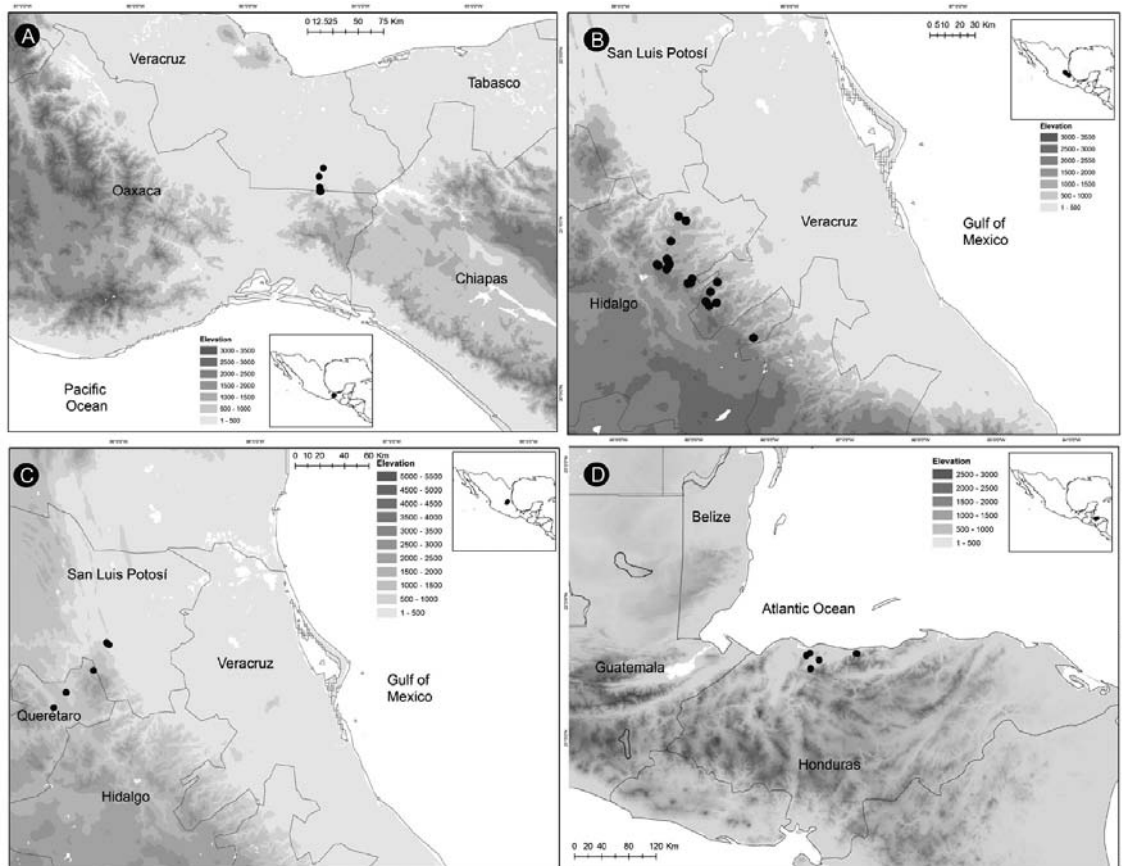 A
0 12.525 50 75 Km
Veracruz
Tabasco
Oaxaca
Chiapas
Pacific
Ocean
Elevation
3000 - 3500
2500 - 3000
2000 - 2500
1500 - 2000
1000 - 1500
500 - 1000
1 - 500
B
0 510 20 30 Km
San Luis Potosí
Veracruz
Gulf of
Mexico
Hidalgo
Elevation
3000 - 3500
2500 - 3000
2000 - 2500
1500 - 2000
1000 - 1500
500 - 1000
1 - 500
C
0 10 20 40 60 Km
San Luis Potosí
Veracruz
Gulf of
Mexico
Querétaro
Hidalgo
Elevation
5000 - 5500
4500 - 5000
4000 - 4500
3500 - 4000
3000 - 3500
2500 - 3000
2000 - 2500
1500 - 2000
1000 - 1500
500 - 1000
1 - 500
D
Belize
Atlantic Ocean
Guatemala
Honduras
Elevation
2500 - 3000
2000 - 2500
1500 - 2000
1000 - 1500
500 - 1000
1 - 500
0 20 40 80 120 Km